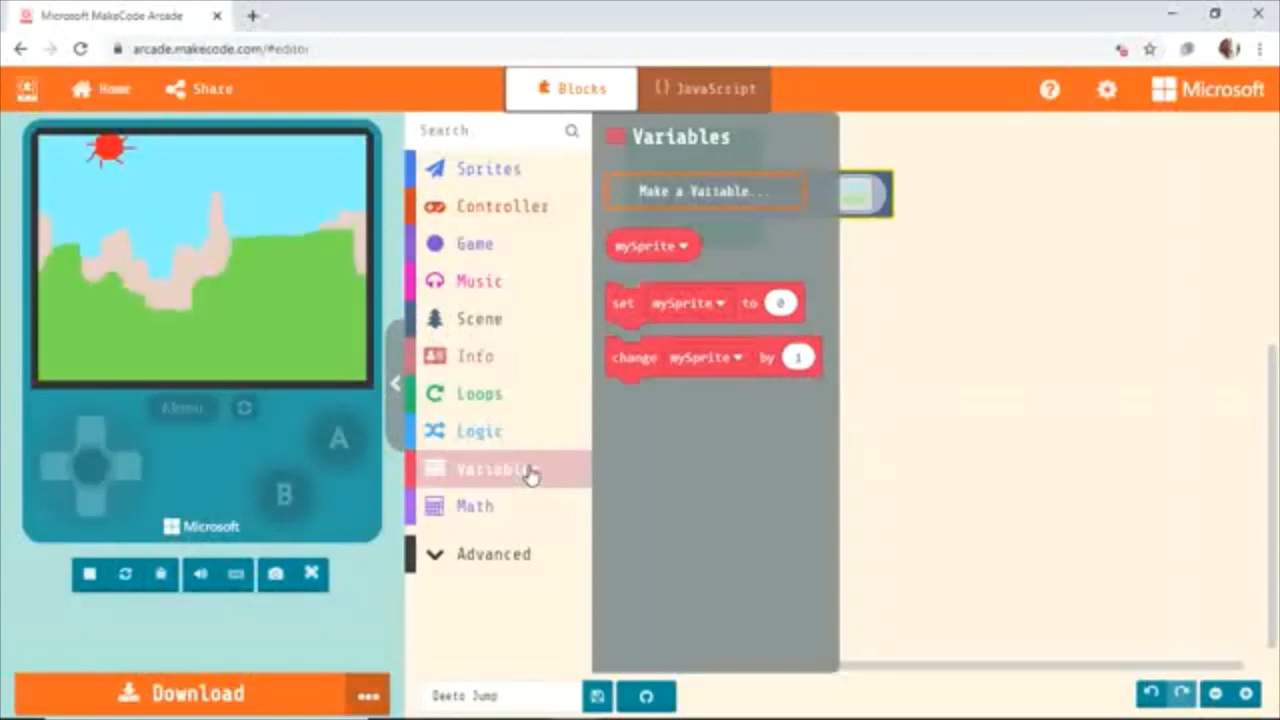 Microsoft MakeCode Arcade
arcade.makecode.com/#editor
Home
Share
Blocks
{} JavaScript
Microsoft
Search
Variables
Sprites
Make a Variable...
Controller
mySprite
Game
Music
set mySprite to 0
Scene
Info
change mySprite by 1
Loops
Menu
Logic
A
Variables
B
Math
Microsoft
Advanced
Download
Deeto Jump